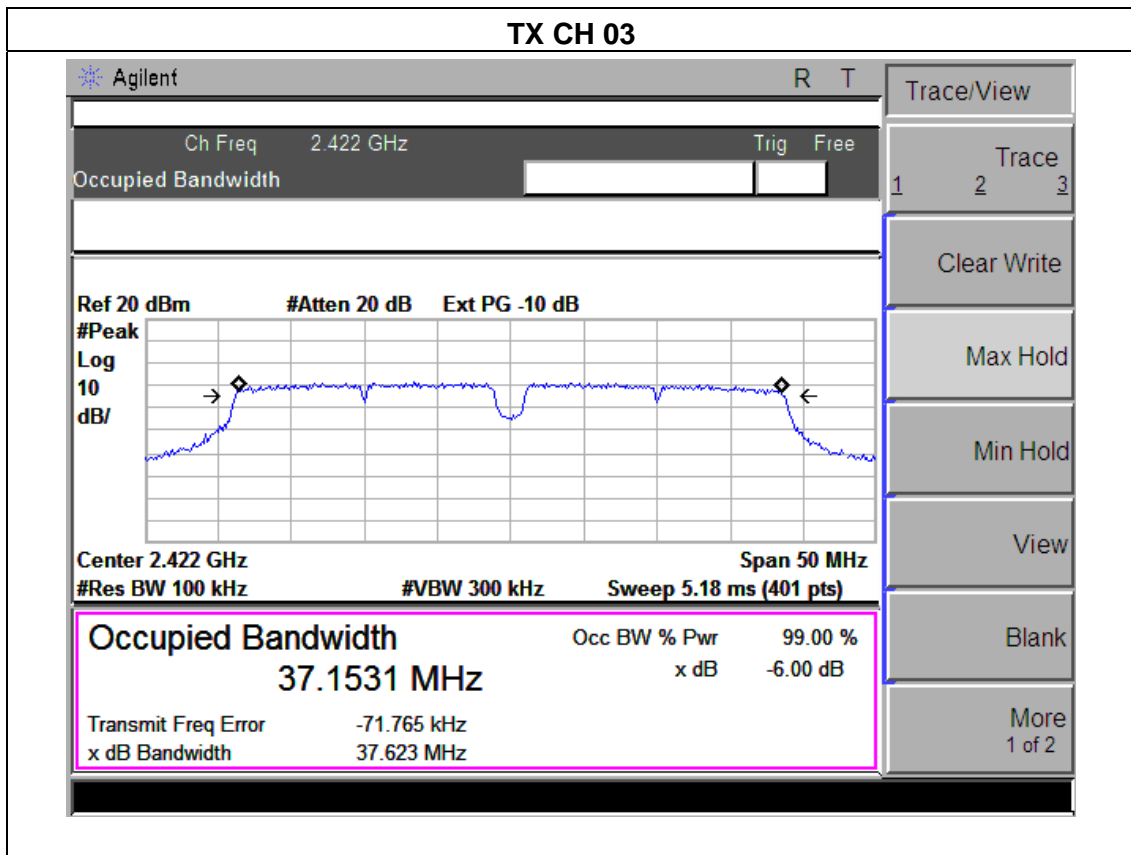 TX CH 03
Agilent R T
Ch Freq 2.422 GHz Trig Free
Occupied Bandwidth
Ref 20 dBm #Atten 20 dB Ext PG -10 dB
#Peak
Log
10
dB/
Center 2.422 GHz Span 50 MHz
#Res BW 100 kHz #VBW 300 kHz Sweep 5.18 ms (401 pts)
Occupied Bandwidth Occ BW % Pwr 99.00 %
37.1531 MHz x dB -6.00 dB
Transmit Freq Error -71.765 kHz
x dB Bandwidth 37.623 MHz
Trace/View
Trace
1 2 3
Clear Write
Max Hold
Min Hold
View
Blank
More
1 of 2